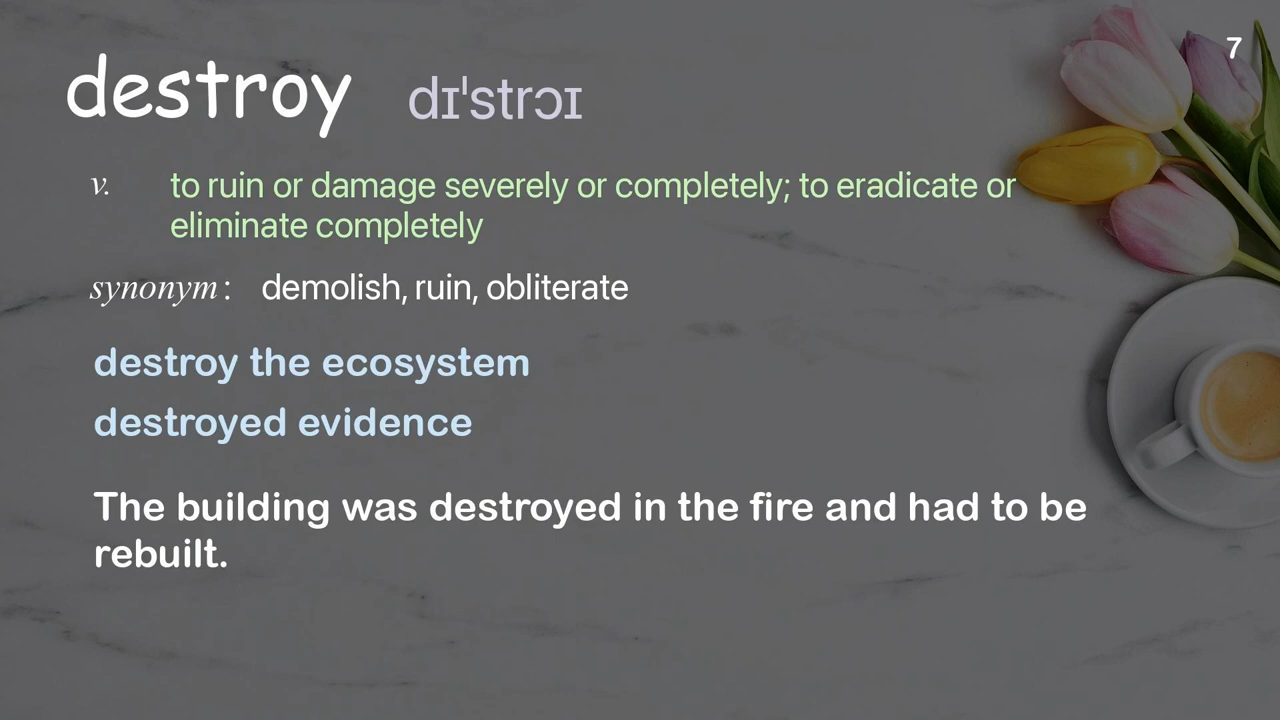 7
destroy dɪˈstrɔɪ
v. to ruin or damage severely or completely; to eradicate or
eliminate completely
synonym: demolish, ruin, obliterate
destroy the ecosystem
destroyed evidence
The building was destroyed in the fire and had to be
rebuilt.